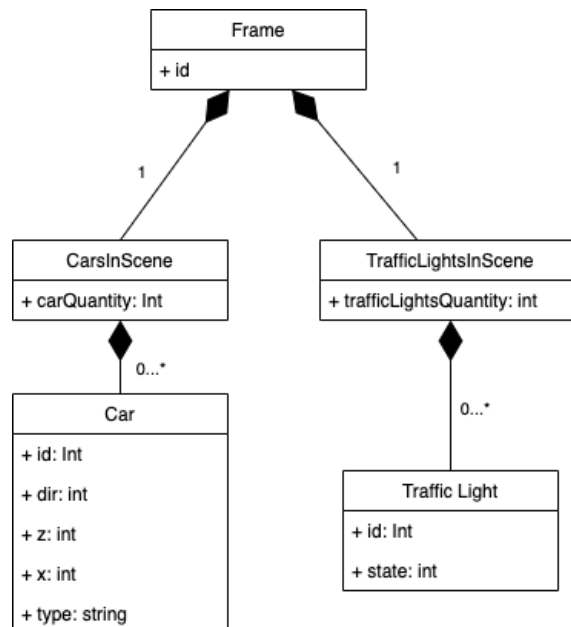 Frame
+ id
1
1
CarsInScene
+ carQuantity: Int
TrafficLightsInScene
+ trafficLightsQuantity: int
0...*
Car
+ id: Int
+ dir: int
+ z: int
+ x: int
+ type: string
0...*
Traffic Light
+ id: Int
+ state: int